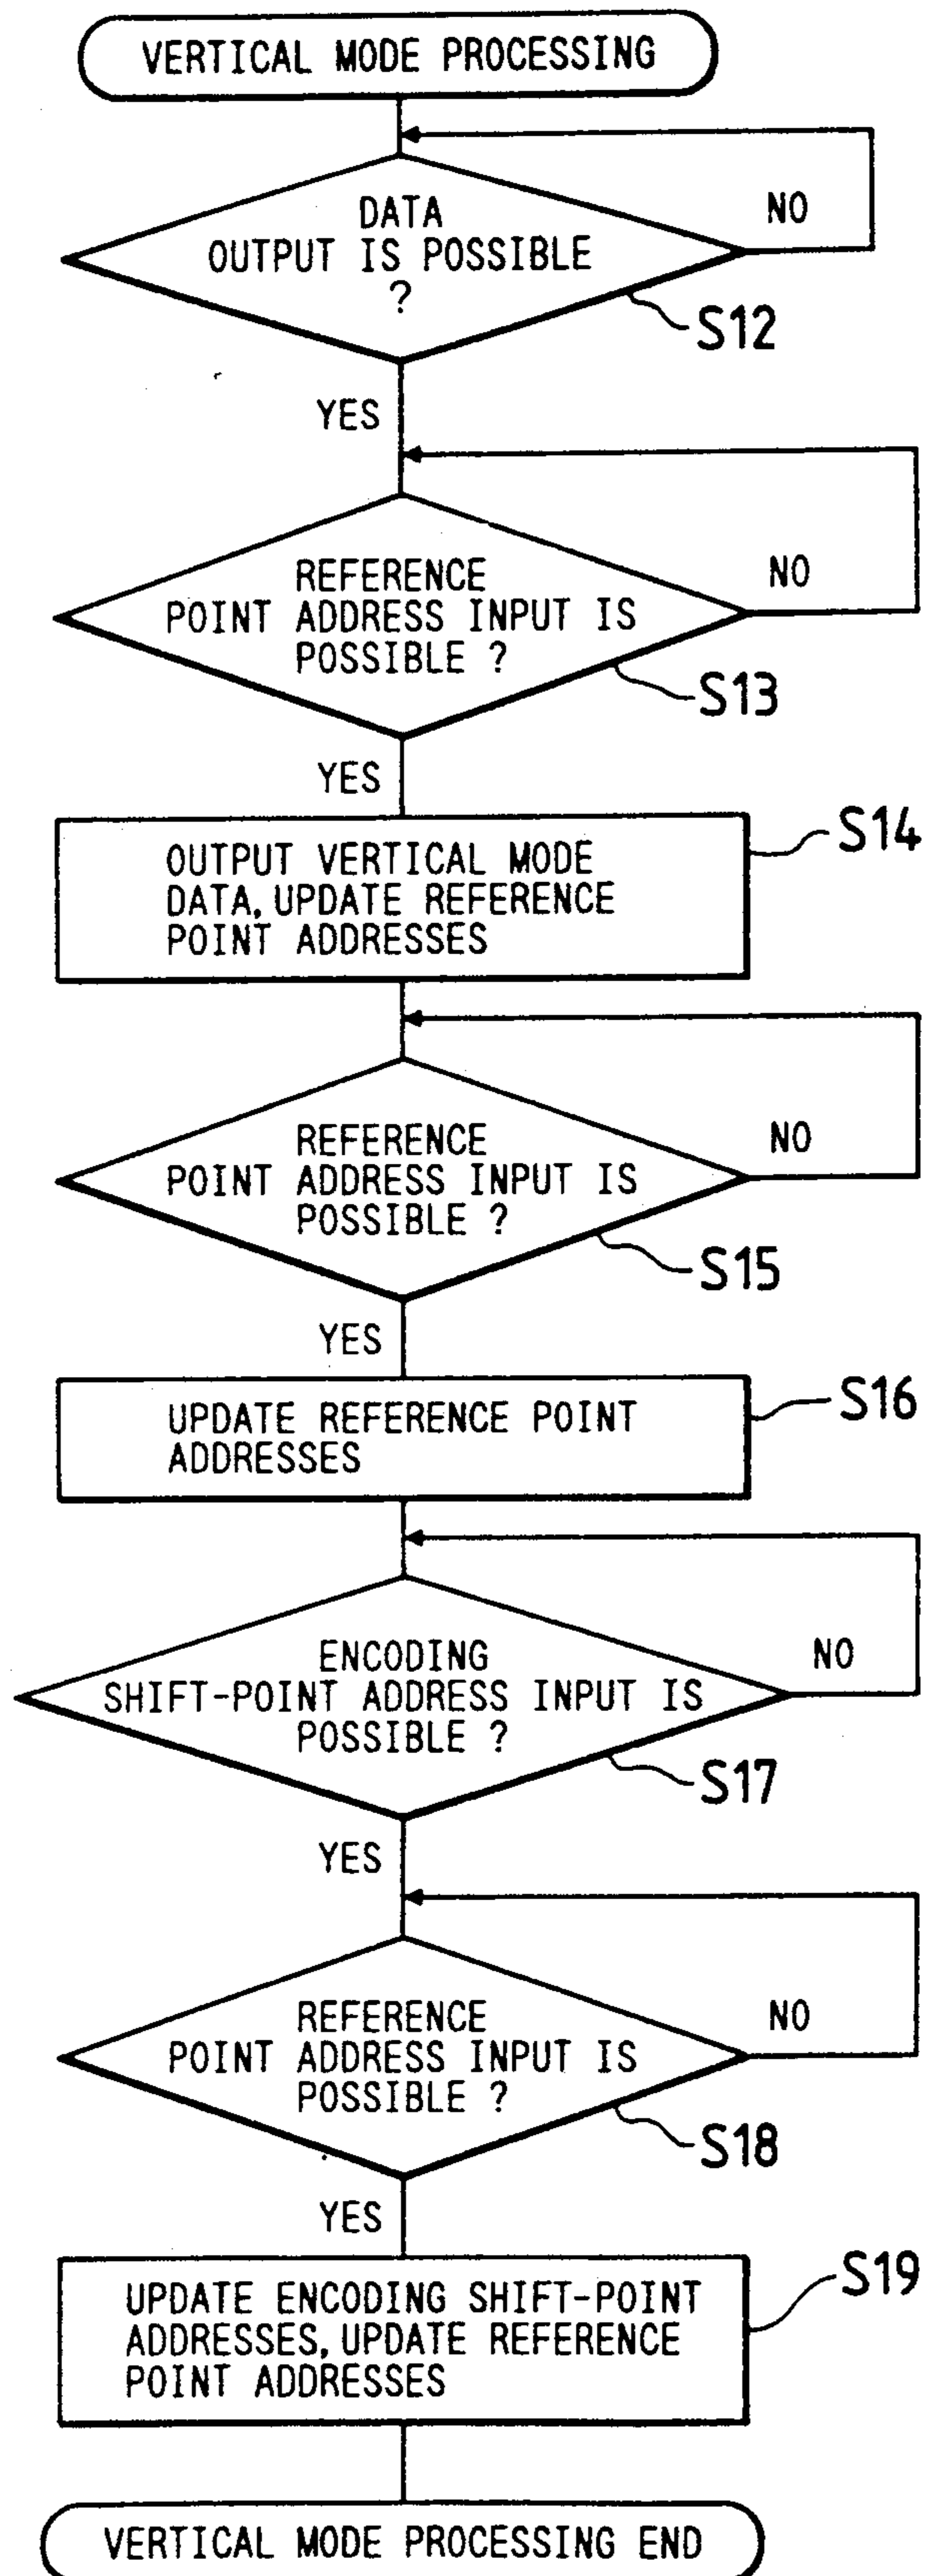 VERTICAL MODE PROCESSING
DATA
OUTPUT IS POSSIBLE
?
NO
S12
YES
REFERENCE
POINT ADDRESS INPUT IS
POSSIBLE ?
NO
S13
YES
S14
OUTPUT VERTICAL MODE
DATA, UPDATE REFERENCE
POINT ADDRESSES
REFERENCE
POINT ADDRESS INPUT IS
POSSIBLE ?
NO
S15
YES
S16
UPDATE REFERENCE POINT
ADDRESSES
ENCODING
SHIFT-POINT ADDRESS INPUT IS
POSSIBLE ?
NO
S17
YES
REFERENCE
POINT ADDRESS INPUT IS
POSSIBLE ?
NO
S18
YES
S19
UPDATE ENCODING SHIFT-POINT
ADDRESSES, UPDATE REFERENCE
POINT ADDRESSES
VERTICAL MODE PROCESSING END